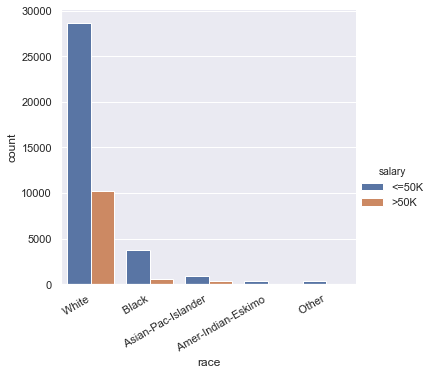 30000
25000
20000
15000
10000
5000
0
count
White
Black
Asian-Pac-Islander
Amer-Indian-Eskimo
Other
race
salary
<=50K
>50K